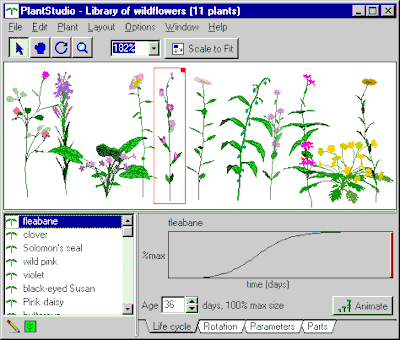 PlantStudio - Library of wildflowers (11 plants)
File Edit Plant Layout Options Window Help
182% Scale to Fit
fleabane
clover
Solomon's seal
wild pink
violet
black-eyed Susan
Pink daisy
buttercup
fleabane
%max
time (days)
Age 36 days, 100% max size Animate
Life cycle Rotation Parameters Parts